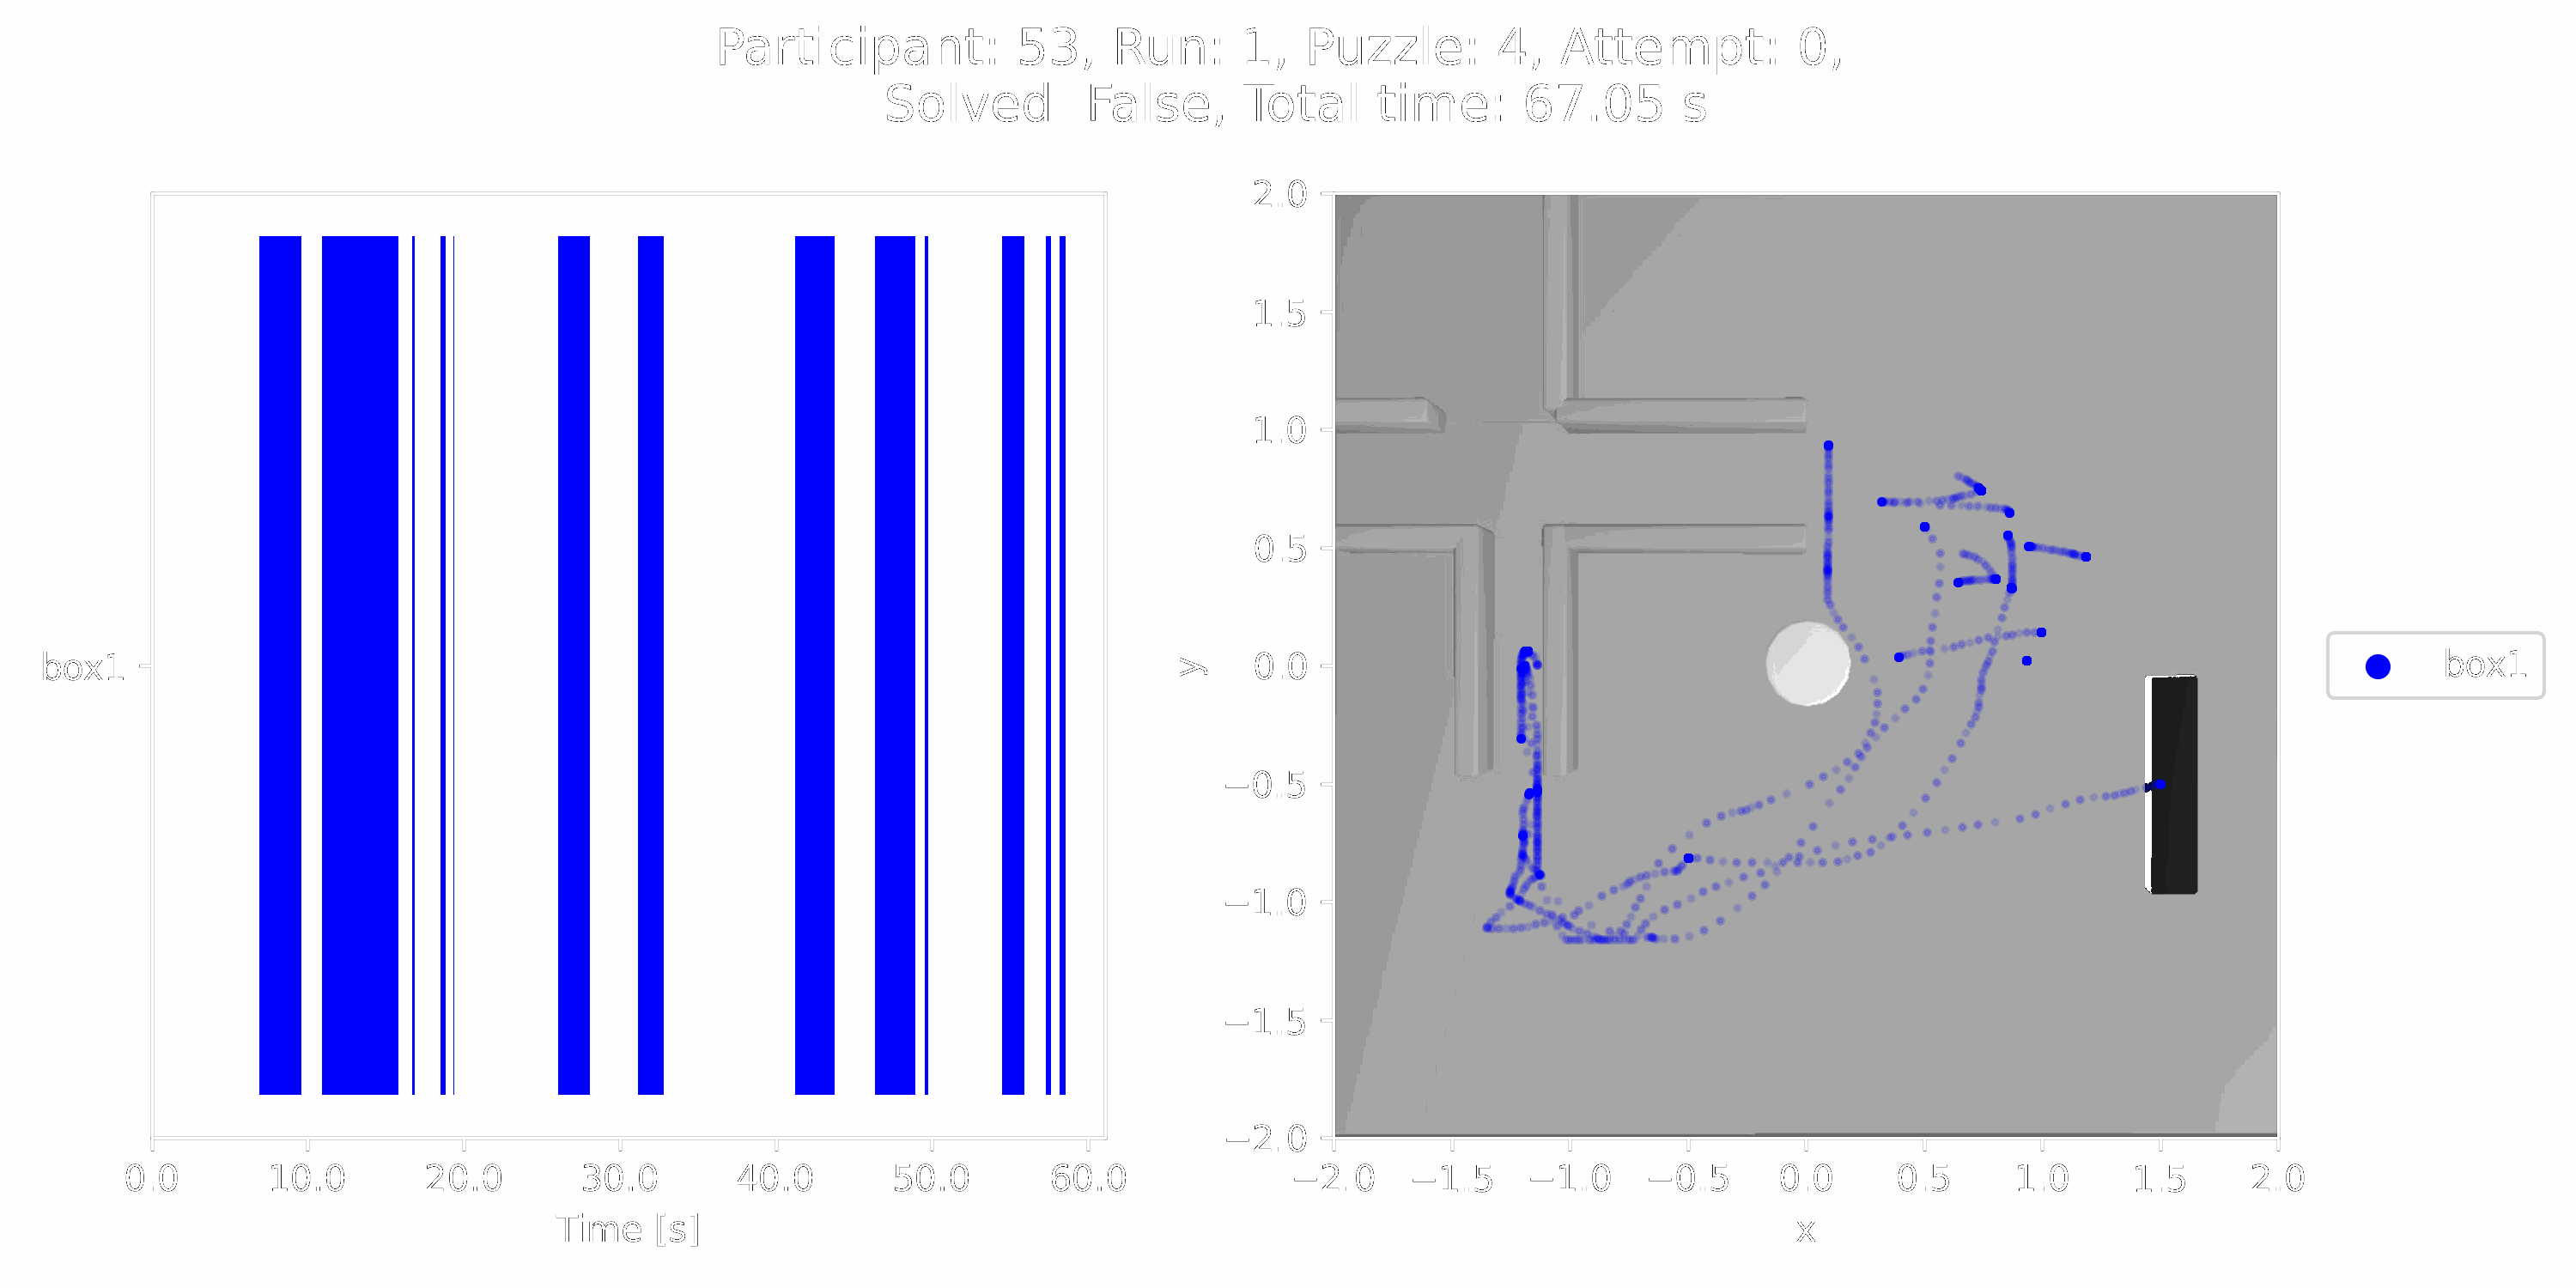 Participant: 53, Run: 1, Puzzle: 4, Attempt: 0,
Solved False, Total time: 67.05 s
box1
0.0 10.0 20.0 30.0 40.0 50.0 60.0
Time [s]
2.0
1.5
1.0
0.5
0.0
−0.5
−1.0
−1.5
−2.0
y
−2.0 −1.5 −1.0 −0.5 0.0 0.5 1.0 1.5 2.0
x
box1